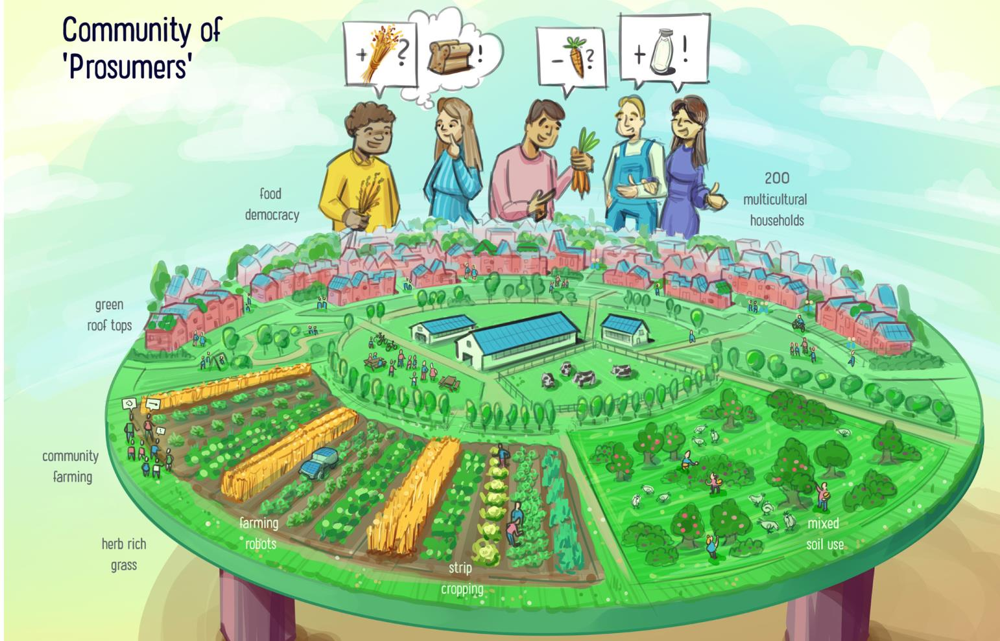 Community of
'Prosumers'
+ ?
!
- ?
+ !
food
democracy
200
multicultural
households
green
roof tops
community
farming
herb rich
grass
farming
robots
strip
cropping
mixed
soil use